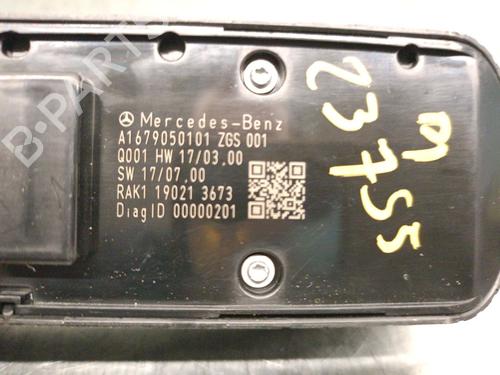 Mercedes-Benz
A1679050101 ZGS 001
Q001 HW 17/03,00
SW 17/07,00
RAK1 19021 3673
DiagID 00000201
23755
B-PARTS